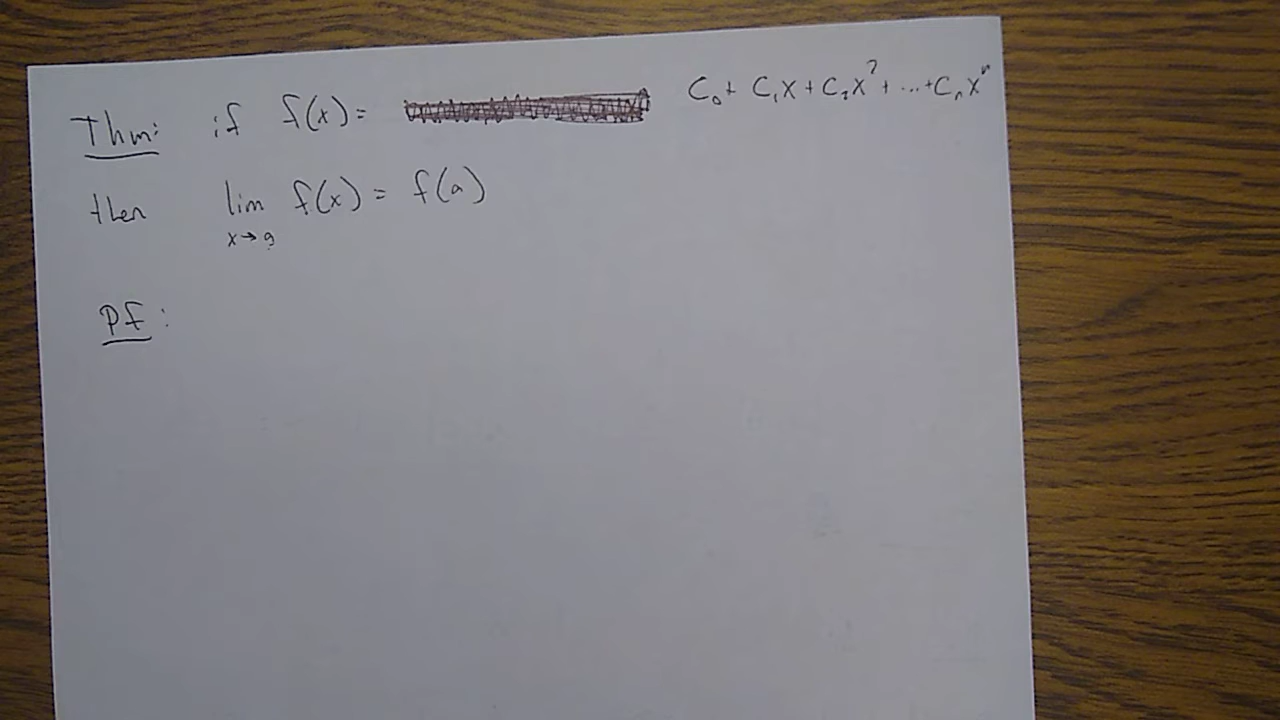 Thm: if f(x) = C₀ + C₁x + C₂x² + ... + Cₙxⁿ
then lim f(x) = f(a)
x→a
Pf: